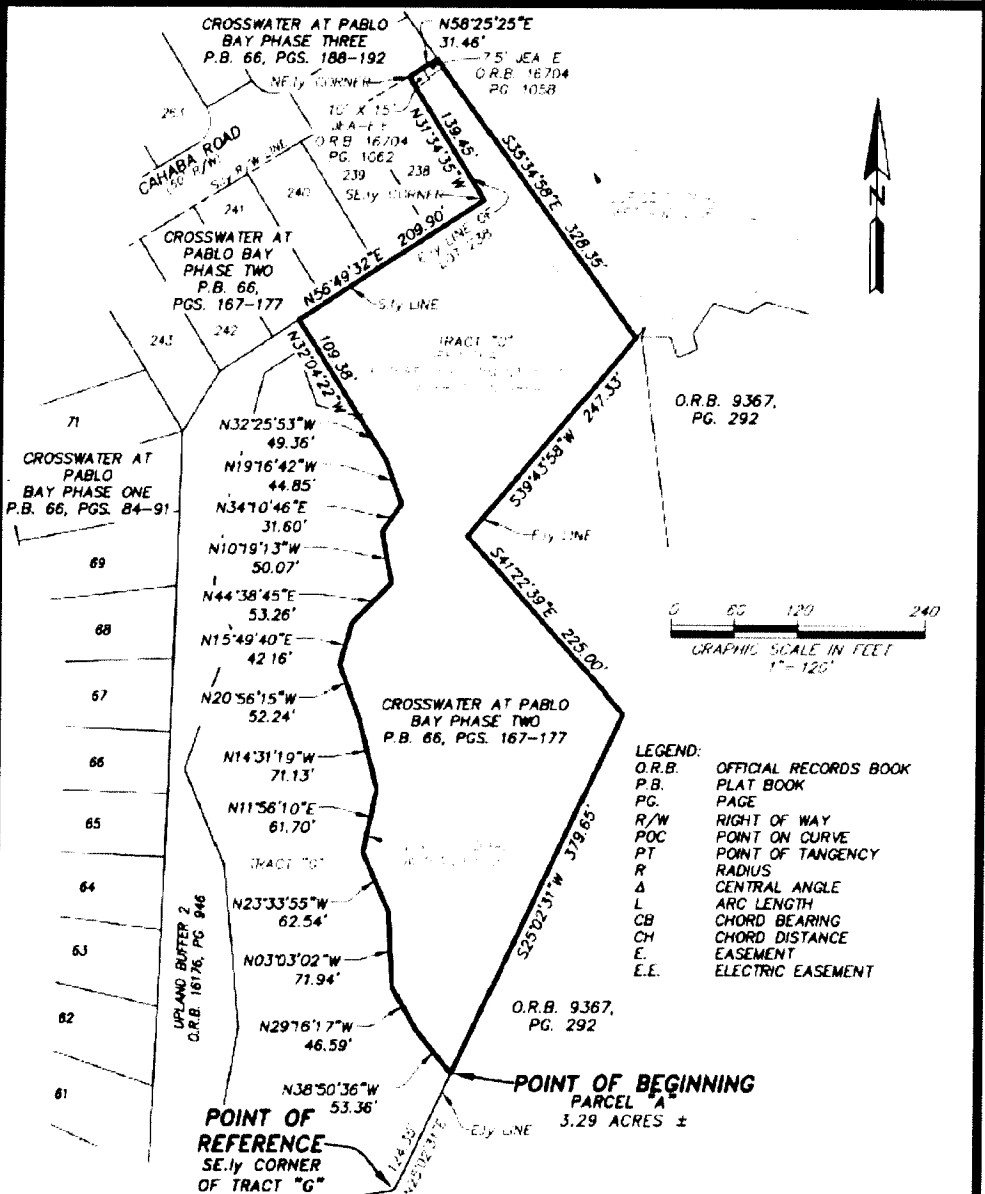 CROSSWATER AT PABLO
BAY PHASE THREE
P.B. 66, PGS. 188-192
NE.ly CORNER
N58°25'25"E
31.46'
7.5' JEA E
O.R.B. 16704
PG. 1058
10' X 15'
JEA-E.E
O.R.B. 16704
PG. 1062
N31°34'35"W
139.45'
S35°34'58"E 328.35'
263
CAHABA ROAD
(50' R/W)
S.ly R/W LINE
239
238
SE.ly CORNER
E.ly LINE OF
LOT 238
240
241
242
243
CROSSWATER AT
PABLO BAY
PHASE TWO
P.B. 66,
PGS. 167-177
N56°49'32"E 209.90'
S.ly LINE
N
N32°04'22"W
109.38'
TRACT "G"
O.R.B. 9367,
PG. 292
71
CROSSWATER AT
PABLO
BAY PHASE ONE
P.B. 66, PGS. 84-91
N32°25'53"W
49.36'
N19°16'42"W
44.85'
N34°10'46"E
31.60'
N10°19'13"W
50.07'
N44°38'45"E
53.26'
N15°49'40"E
42.16'
N20°56'15"W
52.24'
N14°31'19"W
71.13'
N11°56'10"E
61.70'
TRACT "G"
N23°33'55"W
62.54'
N03°03'02"W
71.94'
N29°16'17"W
46.59'
N38°50'36"W
53.36'
S39°43'58"W 247.33'
E.ly LINE
S41°22'39"E 225.00'
0 60 120 240
GRAPHIC SCALE IN FEET
1"=120'
69
68
67
66
65
64
63
62
61
UPLAND BUFFER 2
O.R.B. 16176, PG 946
CROSSWATER AT PABLO
BAY PHASE TWO
P.B. 66, PGS. 167-177
S25°02'31"W 379.65'
LEGEND:
O.R.B. OFFICIAL RECORDS BOOK
P.B. PLAT BOOK
PG. PAGE
R/W RIGHT OF WAY
POC POINT ON CURVE
PT POINT OF TANGENCY
R RADIUS
Δ CENTRAL ANGLE
L ARC LENGTH
CB CHORD BEARING
CH CHORD DISTANCE
E. EASEMENT
E.E. ELECTRIC EASEMENT
O.R.B. 9367,
PG. 292
POINT OF BEGINNING
PARCEL "A"
3.29 ACRES ±
E.ly LINE
N25°02'31"E
POINT OF
REFERENCE
SE.ly CORNER
OF TRACT "G"